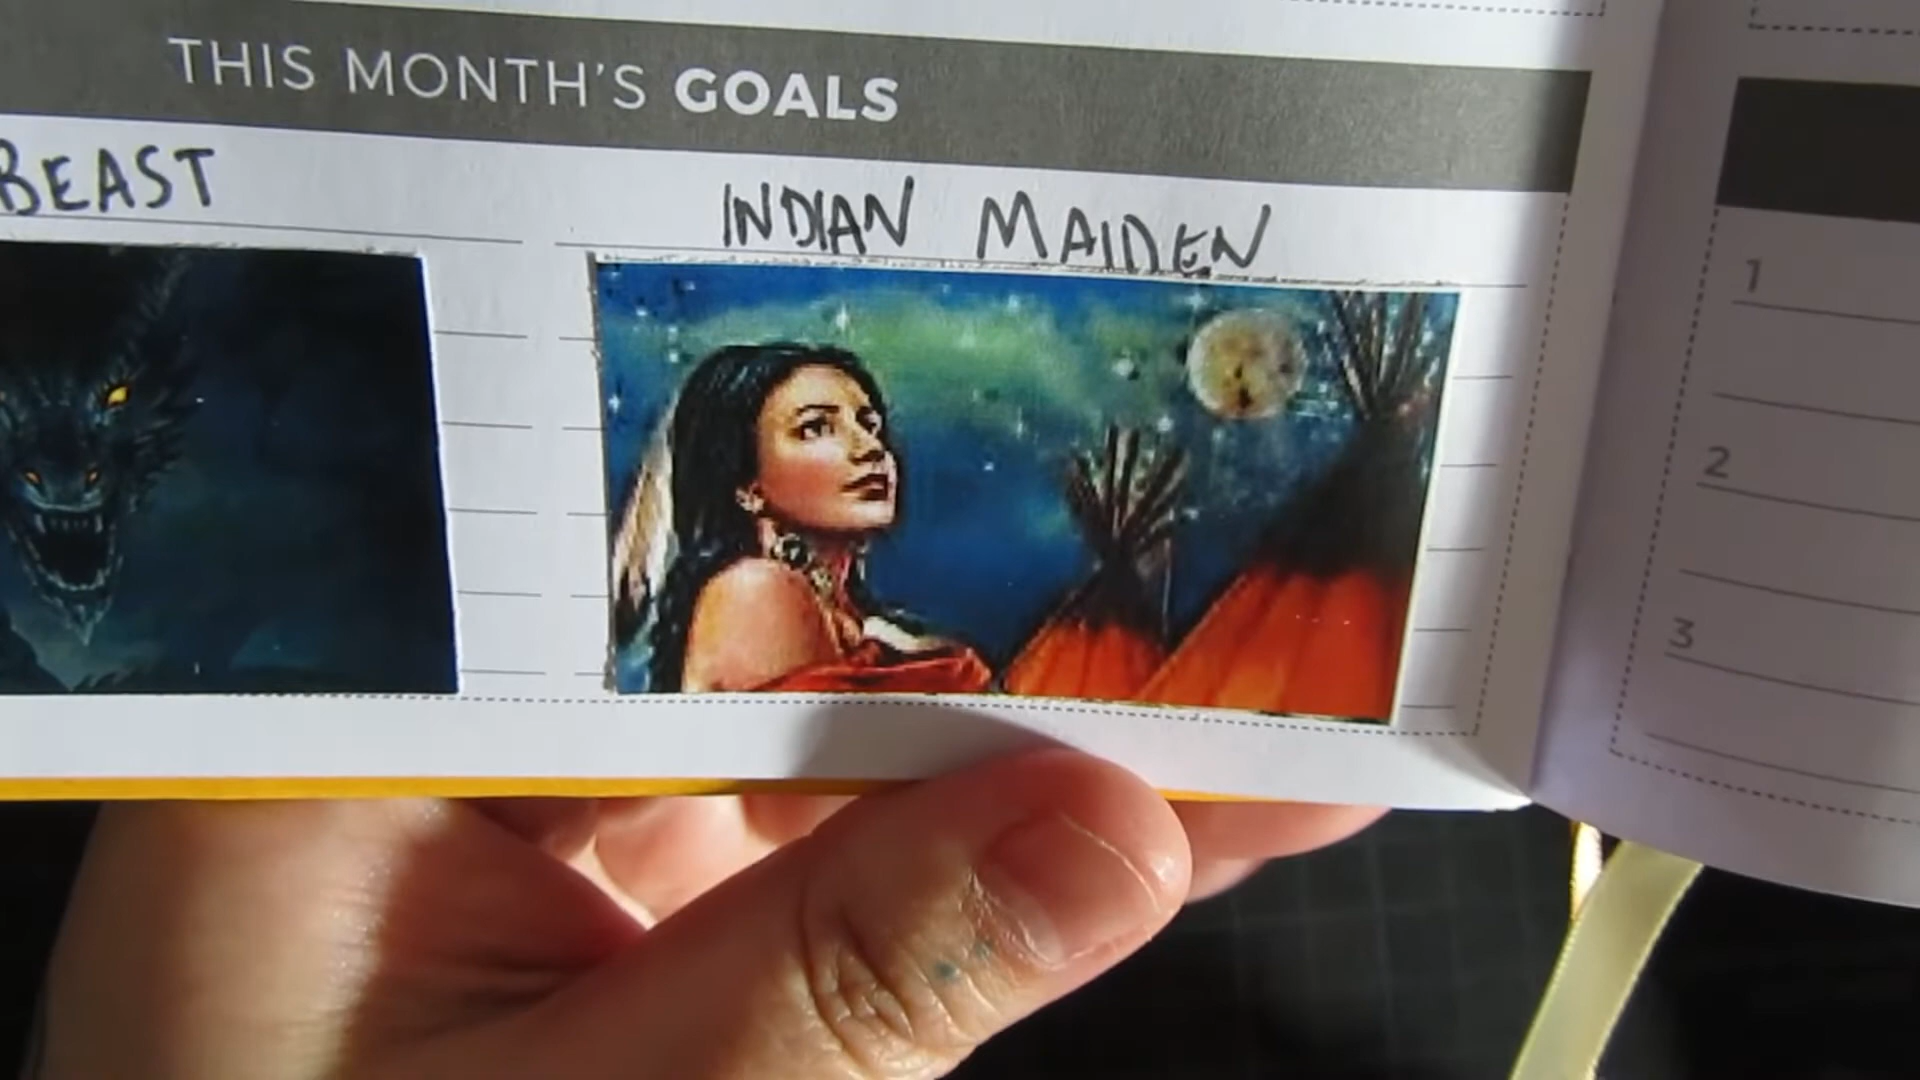 THIS MONTH'S GOALS
BEAST
INDIAN MAIDEN
1
2
3